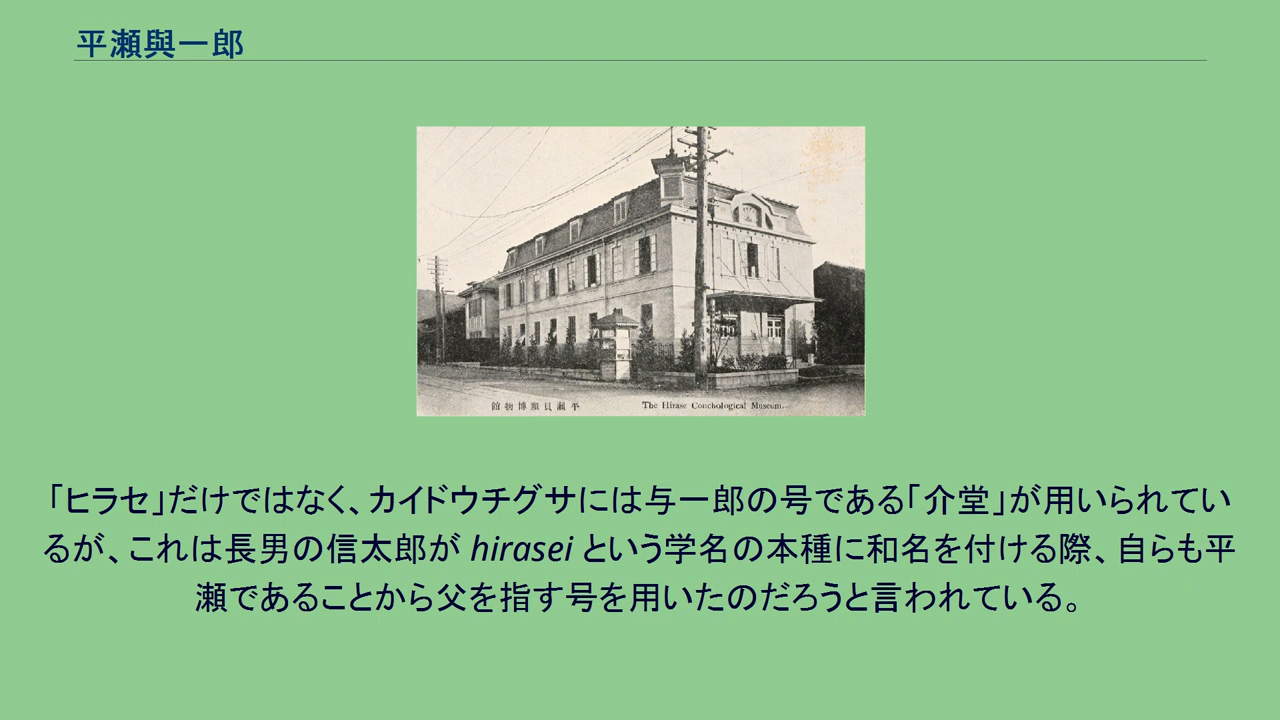 平瀬與一郎
館物博類貝瀨平
The Hirase Conchological Museum.
「ヒラセ」だけではなく、カイドウチグサには与一郎の号である「介堂」が用いられてい
るが、これは長男の信太郎が hirasei という学名の本種に和名を付ける際、自らも平
瀬であることから父を指す号を用いたのだろうと言われている。